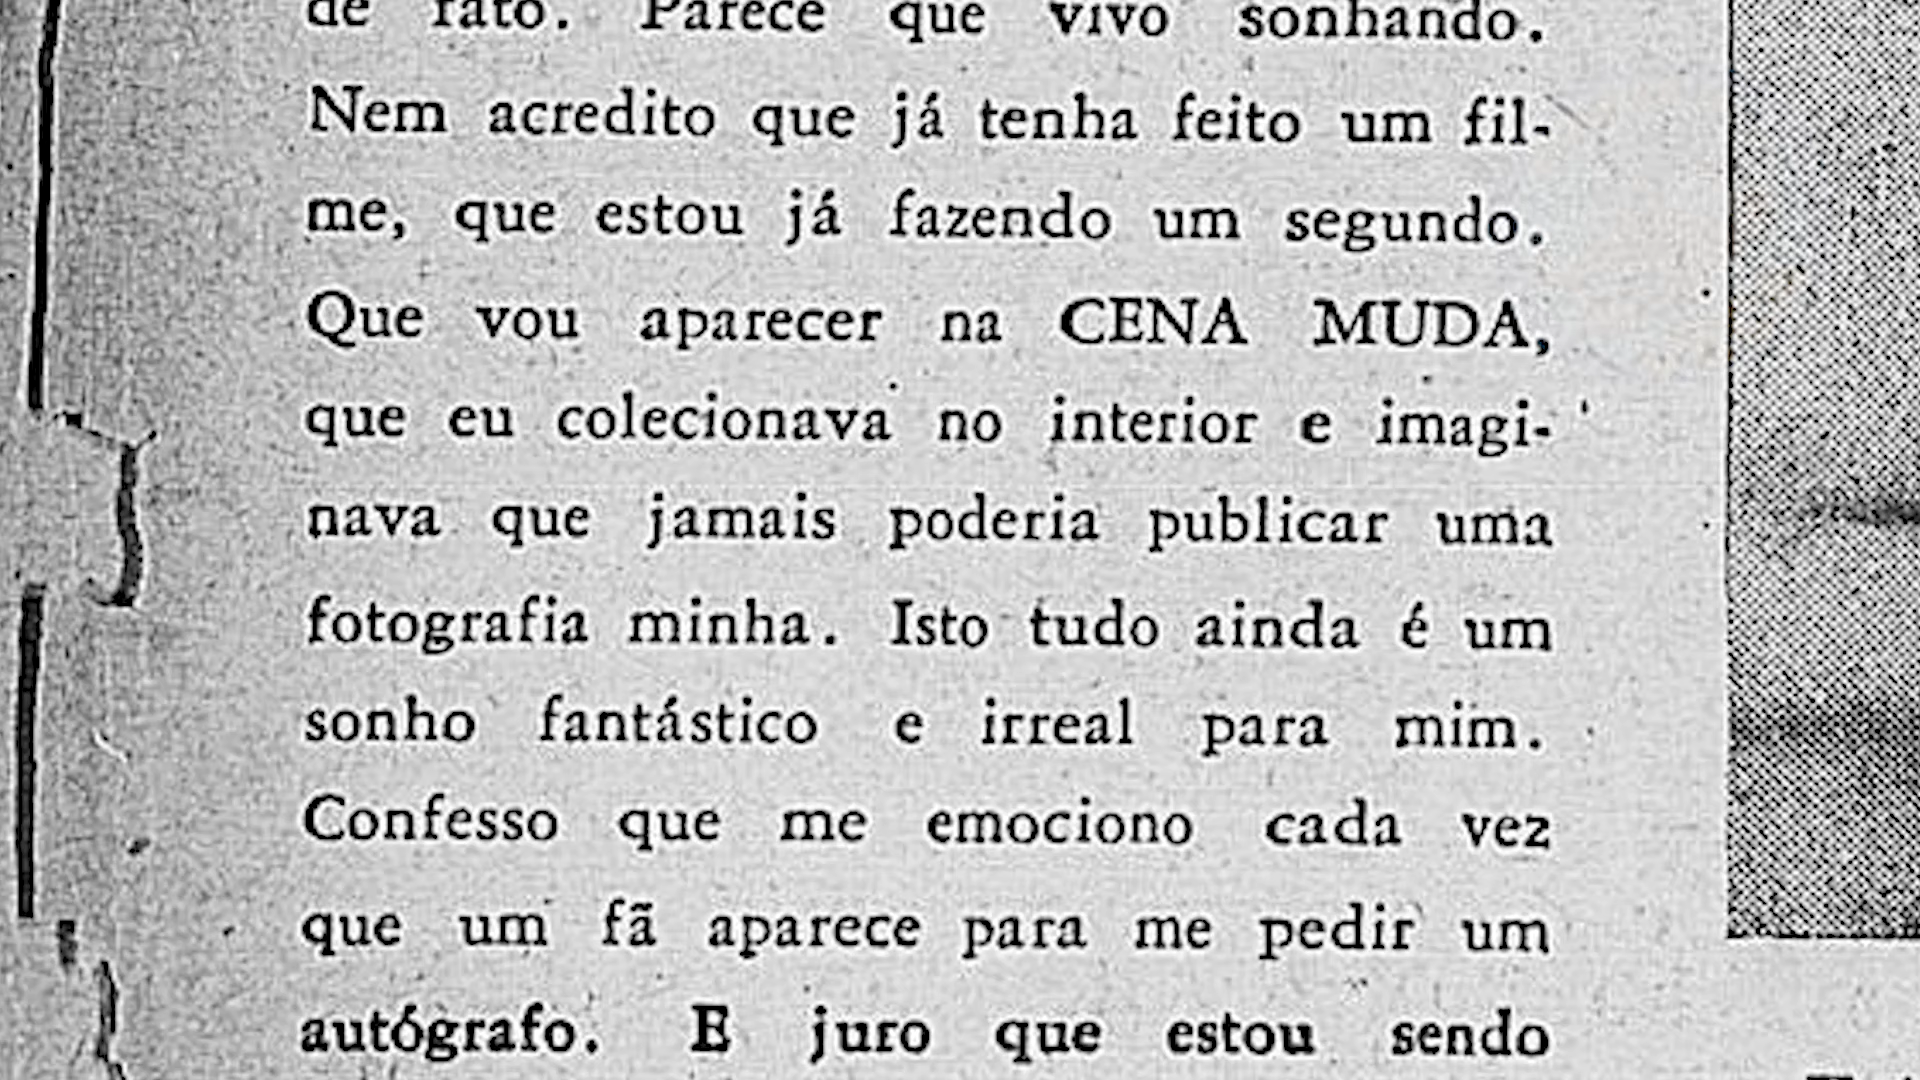 de fato. Parece que vivo sonhando.
Nem acredito que já tenha feito um fil-
me, que estou já fazendo um segundo.
Que vou aparecer na CENA MUDA,
que eu colecionava no interior e imagi-
nava que jamais poderia publicar uma
fotografia minha. Isto tudo ainda é um
sonho fantástico e irreal para mim.
Confesso que me emociono cada vez
que um fã aparece para me pedir um
autógrafo. E juro que estou sendo